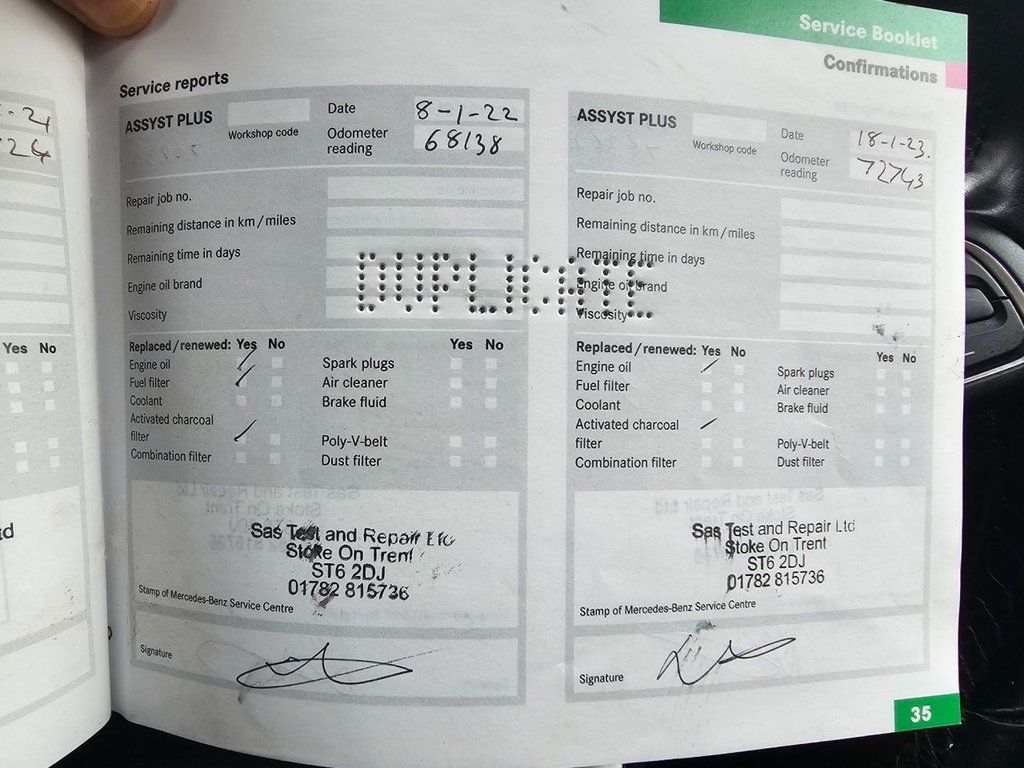 Service Booklet
Confirmations
Service reports
ASSYST PLUS
Workshop code
Date 8-1-22
Odometer reading 68138
Repair job no.
Remaining distance in km/miles
Remaining time in days
Engine oil brand
Viscosity
Replaced/renewed: Yes No
Yes No
Engine oil
Spark plugs
Fuel filter
Air cleaner
Coolant
Brake fluid
Activated charcoal
filter
Poly-V-belt
Combination filter
Dust filter
Sas Test and Repair Ltd
Stoke On Trent
ST6 2DJ
01782 815736
Stamp of Mercedes-Benz Service Centre
Signature
DUPLICATE
ASSYST PLUS
Workshop code
Date 18-1-23.
Odometer reading 72743
Repair job no.
Remaining distance in km/miles
Remaining time in days
Engine oil brand
Viscosity
Replaced/renewed: Yes No
Yes No
Engine oil
Spark plugs
Fuel filter
Air cleaner
Coolant
Brake fluid
Activated charcoal
filter
Poly-V-belt
Combination filter
Dust filter
Sas Test and Repair Ltd
Stoke On Trent
ST6 2DJ
01782 815736
Stamp of Mercedes-Benz Service Centre
Signature
35
Yes No